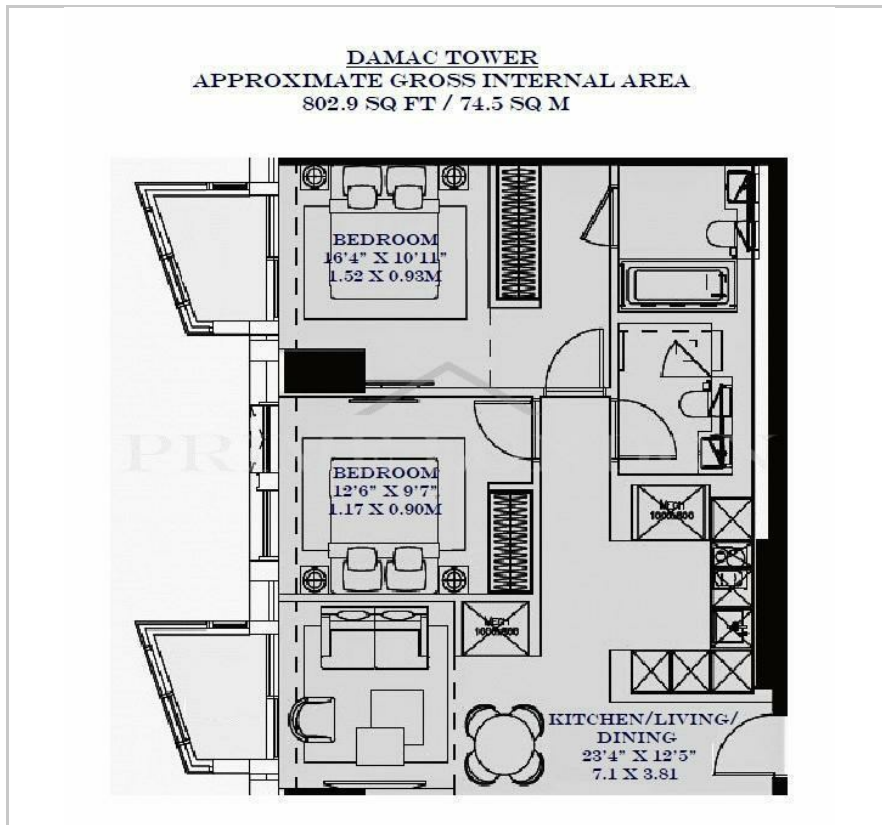 DAMAC TOWER
APPROXIMATE GROSS INTERNAL AREA
802.9 SQ FT / 74.5 SQ M
BEDROOM
16'4" X 10'11"
1.52 X 0.93M
BEDROOM
12'6" X 9'7"
1.17 X 0.90M
MECH
MECH
KITCHEN/LIVING/
DINING
23'4" X 12'5"
7.1 X 3.81